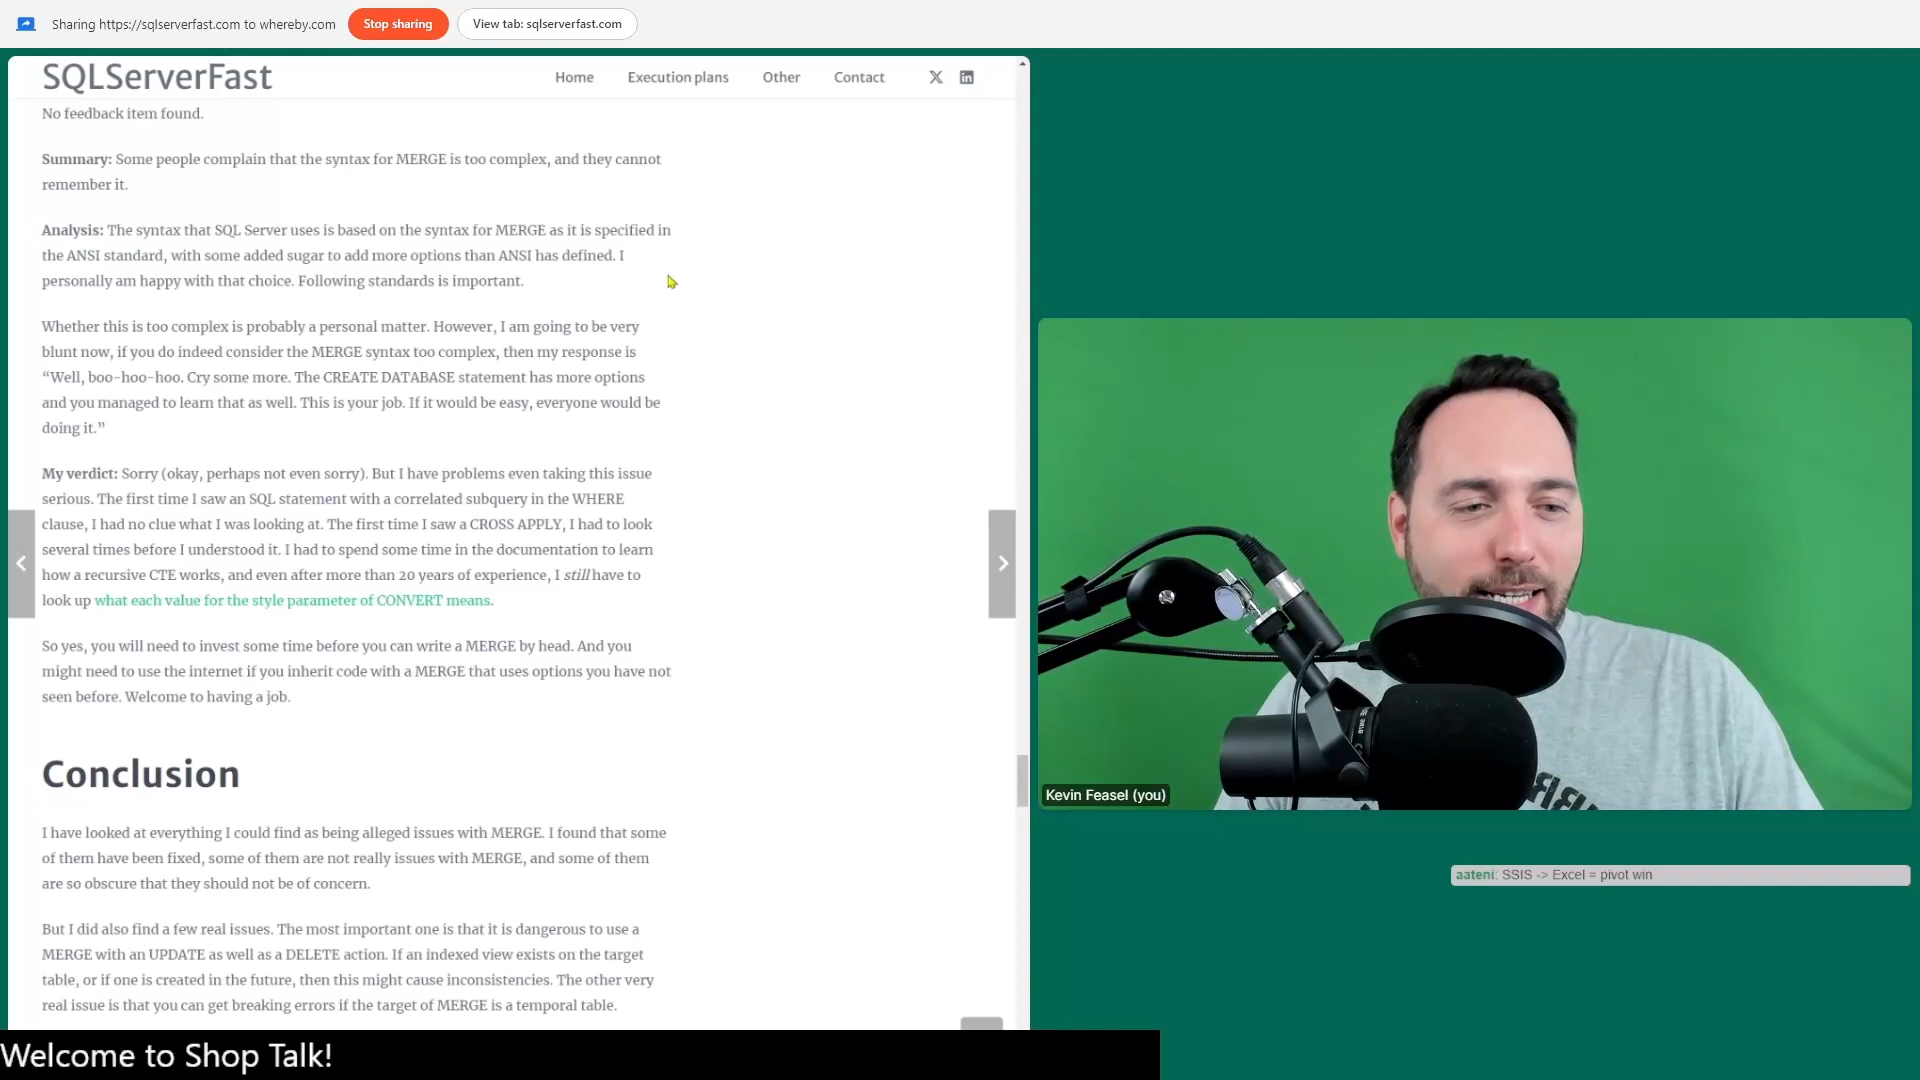 Sharing https://sqlserverfast.com to whereby.com
Stop sharing
View tab: sqlserverfast.com
SQLServerFast
Home
Execution plans
Other
Contact
No feedback item found.
Summary: Some people complain that the syntax for MERGE is too complex, and they cannot
remember it.
Analysis: The syntax that SQL Server uses is based on the syntax for MERGE as it is specified in
the ANSI standard, with some added sugar to add more options than ANSI has defined. I
personally am happy with that choice. Following standards is important.
Whether this is too complex is probably a personal matter. However, I am going to be very
blunt now, if you do indeed consider the MERGE syntax too complex, then my response is
“Well, boo-hoo-hoo. Cry some more. The CREATE DATABASE statement has more options
and you managed to learn that as well. This is your job. If it would be easy, everyone would be
doing it.”
My verdict: Sorry (okay, perhaps not even sorry). But I have problems even taking this issue
serious. The first time I saw an SQL statement with a correlated subquery in the WHERE
clause, I had no clue what I was looking at. The first time I saw a CROSS APPLY, I had to look
several times before I understood it. I had to spend some time in the documentation to learn
how a recursive CTE works, and even after more than 20 years of experience, I still have to
look up what each value for the style parameter of CONVERT means.
So yes, you will need to invest some time before you can write a MERGE by head. And you
might need to use the internet if you inherit code with a MERGE that uses options you have not
seen before. Welcome to having a job.
Conclusion
I have looked at everything I could find as being alleged issues with MERGE. I found that some
of them have been fixed, some of them are not really issues with MERGE, and some of them
are so obscure that they should not be of concern.
But I did also find a few real issues. The most important one is that it is dangerous to use a
MERGE with an UPDATE as well as a DELETE action. If an indexed view exists on the target
table, or if one is created in the future, then this might cause inconsistencies. The other very
real issue is that you can get breaking errors if the target of MERGE is a temporal table.
Kevin Feasel (you)
aateni: SSIS -> Excel = pivot win
Welcome to Shop Talk!